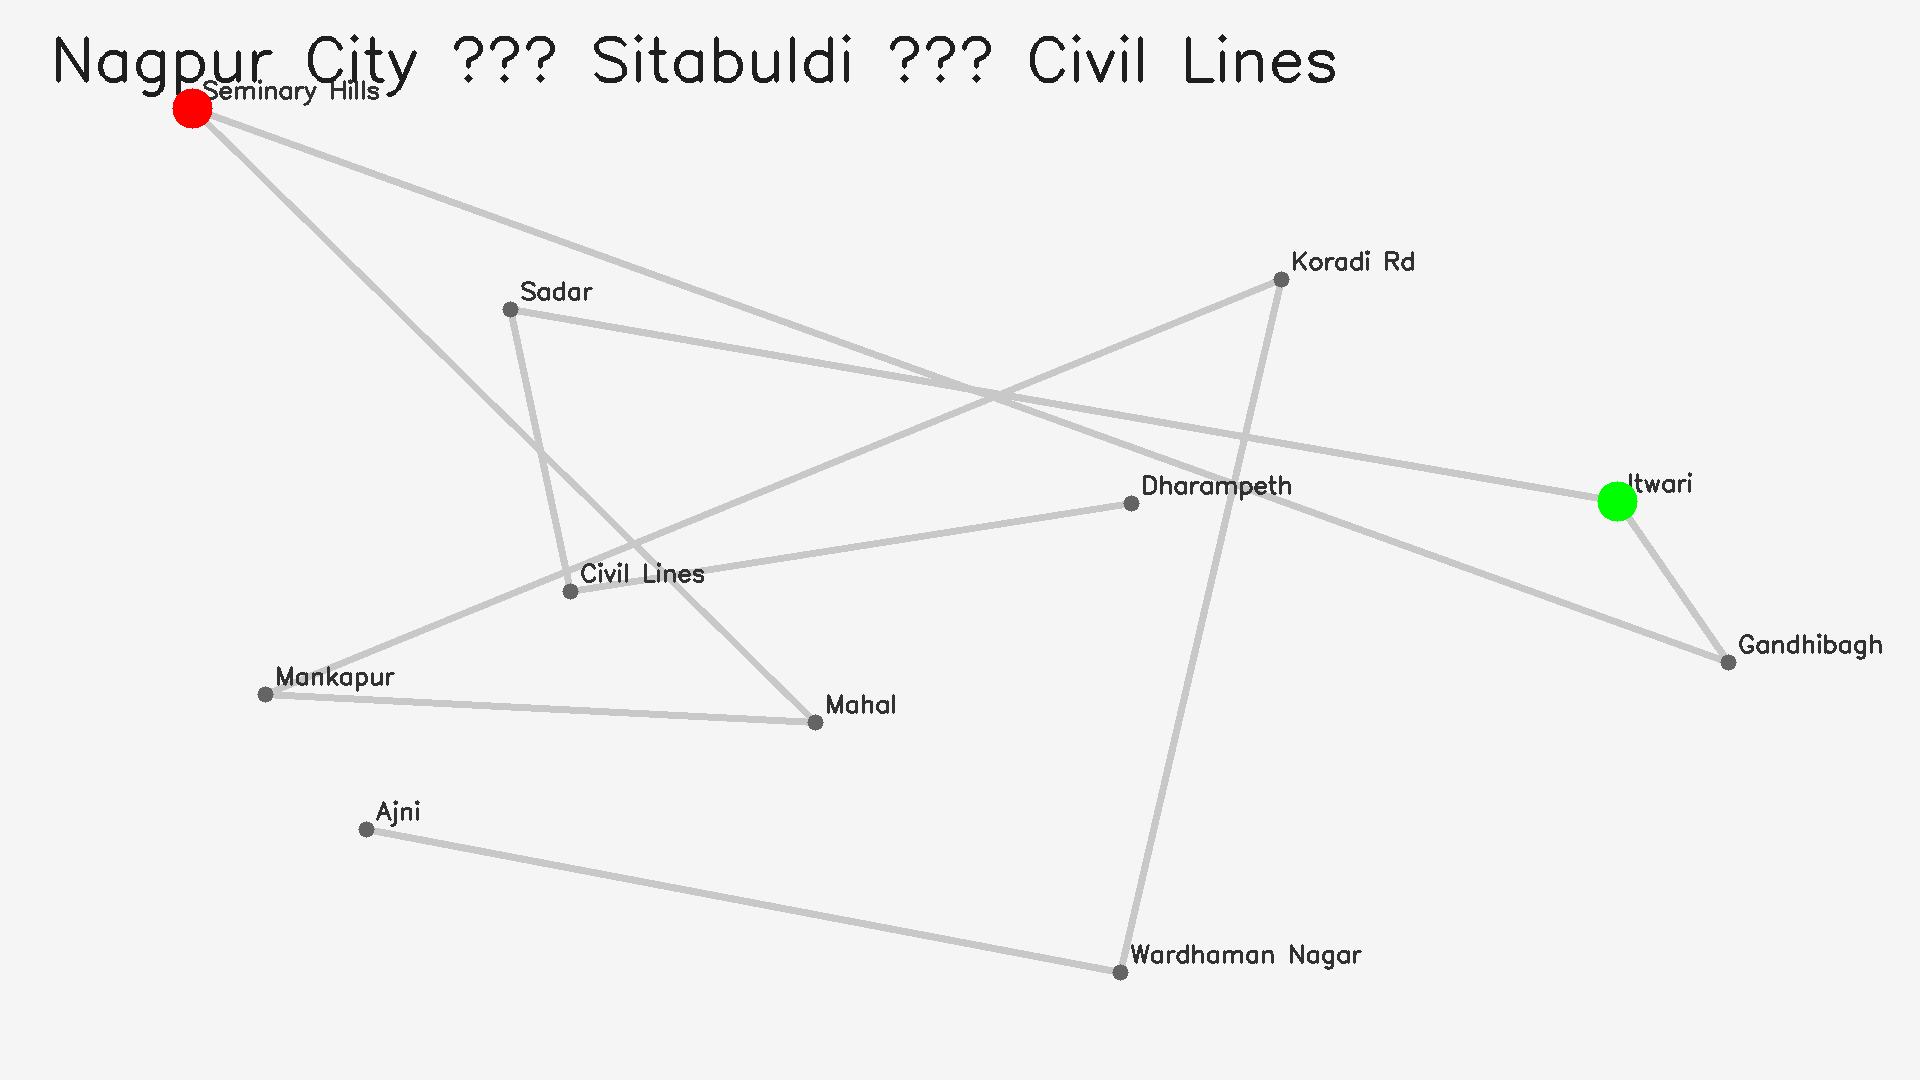 Nagpur City ??? Sitabuldi ??? Civil Lines
Seminary Hills
Koradi Rd
Sadar
Itwari
Dharampeth
Civil Lines
Gandhibagh
Mankapur
Mahal
Ajni
Wardhaman Nagar